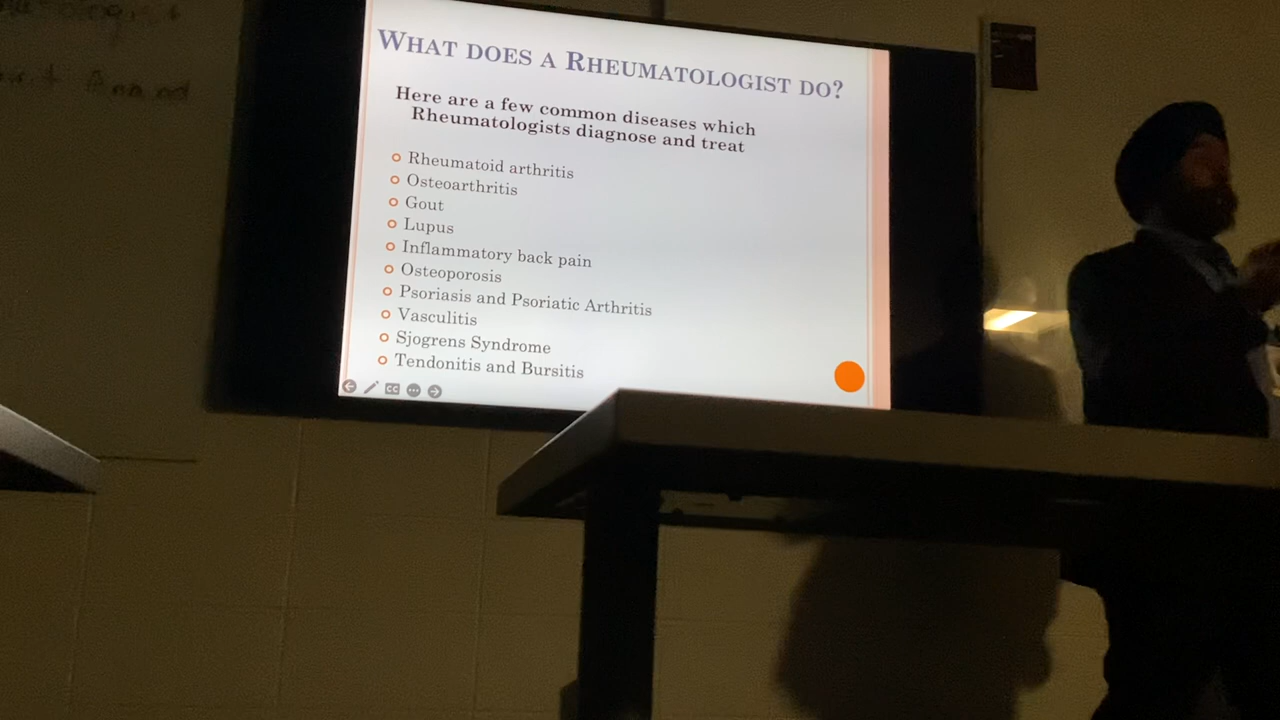 WHAT DOES A RHEUMATOLOGIST DO?
Here are a few common diseases which
Rheumatologists diagnose and treat
Rheumatoid arthritis
Osteoarthritis
Gout
Lupus
Inflammatory back pain
Osteoporosis
Psoriasis and Psoriatic Arthritis
Vasculitis
Sjogrens Syndrome
Tendonitis and Bursitis
CC